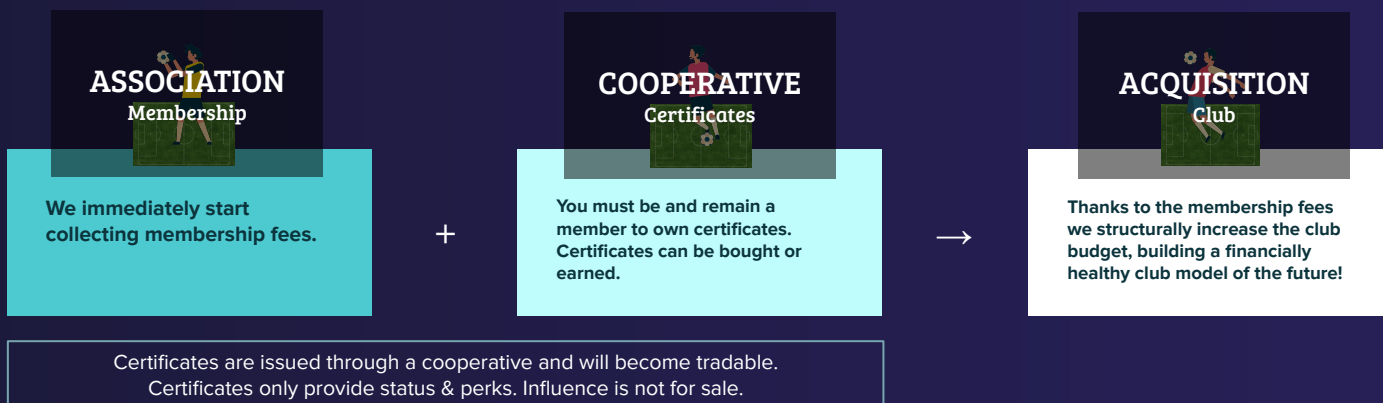 ASSOCIATION
Membership
We immediately start
collecting membership fees.
+
COOPERATIVE
Certificates
You must be and remain a
member to own certificates.
Certificates can be bought or
earned.
→
ACQUISITION
Club
Thanks to the membership fees
we structurally increase the club
budget, building a financially
healthy club model of the future!
Certificates are issued through a cooperative and will become tradable.
Certificates only provide status & perks. Influence is not for sale.